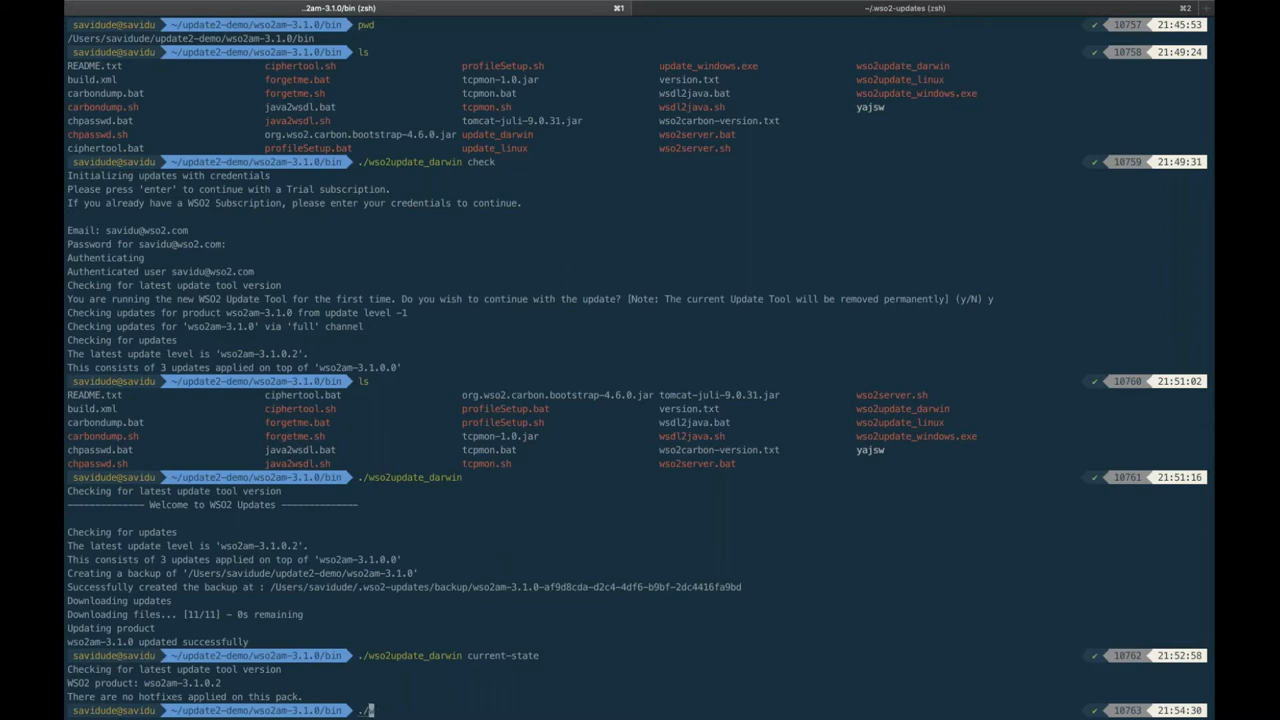 ..2am-3.1.0/bin (zsh) ⌘1 ~/.wso2-updates (zsh) ⌘2 +
savidude@savidu ~/update2-demo/wso2am-3.1.0/bin pwd ✔ 10757 21:45:53
/Users/savidude/update2-demo/wso2am-3.1.0/bin
savidude@savidu ~/update2-demo/wso2am-3.1.0/bin ls ✔ 10758 21:49:24
README.txt ciphertool.sh profileSetup.sh update_windows.exe wso2update_darwin
build.xml forgetme.bat tcpmon-1.0.jar version.txt wso2update_linux
carbondump.bat forgetme.sh tcpmon.bat wsdl2java.bat wso2update_windows.exe
carbondump.sh java2wsdl.bat tcpmon.sh wsdl2java.sh yajsw
chpasswd.bat java2wsdl.sh tomcat-juli-9.0.31.jar wso2carbon-version.txt
chpasswd.sh org.wso2.carbon.bootstrap-4.6.0.jar update_darwin wso2server.bat
ciphertool.bat profileSetup.bat update_linux wso2server.sh
savidude@savidu ~/update2-demo/wso2am-3.1.0/bin ./wso2update_darwin check ✔ 10759 21:49:31
Initializing updates with credentials
Please press 'enter' to continue with a Trial subscription.
If you already have a WSO2 Subscription, please enter your credentials to continue.
Email: savidu@wso2.com
Password for savidu@wso2.com:
Authenticating
Authenticated user savidu@wso2.com
Checking for latest update tool version
You are running the new WSO2 Update Tool for the first time. Do you wish to continue with the update? [Note: The current Update Tool will be removed permanently] (y/N) y
Checking updates for product wso2am-3.1.0 from update level -1
Checking updates for 'wso2am-3.1.0' via 'full' channel
Checking for updates
The latest update level is 'wso2am-3.1.0.2'.
This consists of 3 updates applied on top of 'wso2am-3.1.0.0'
savidude@savidu ~/update2-demo/wso2am-3.1.0/bin ls ✔ 10760 21:51:02
README.txt ciphertool.bat org.wso2.carbon.bootstrap-4.6.0.jar tomcat-juli-9.0.31.jar wso2server.sh
build.xml ciphertool.sh profileSetup.bat version.txt wso2update_darwin
carbondump.bat forgetme.bat profileSetup.sh wsdl2java.bat wso2update_linux
carbondump.sh forgetme.sh tcpmon-1.0.jar wsdl2java.sh wso2update_windows.exe
chpasswd.bat java2wsdl.bat tcpmon.bat wso2carbon-version.txt yajsw
chpasswd.sh java2wsdl.sh tcpmon.sh wso2server.bat
savidude@savidu ~/update2-demo/wso2am-3.1.0/bin ./wso2update_darwin ✔ 10761 21:51:16
Checking for latest update tool version
-------------- Welcome to WSO2 Updates --------------
Checking for updates
The latest update level is 'wso2am-3.1.0.2'.
This consists of 3 updates applied on top of 'wso2am-3.1.0.0'
Creating a backup of '/Users/savidude/update2-demo/wso2am-3.1.0'
Successfully created the backup at : /Users/savidude/.wso2-updates/backup/wso2am-3.1.0-af9d8cda-d2c4-4df6-b9bf-2dc4416fa9bd
Downloading updates
Downloading files... [11/11] - 0s remaining
Updating product
wso2am-3.1.0 updated successfully
savidude@savidu ~/update2-demo/wso2am-3.1.0/bin ./wso2update_darwin current-state ✔ 10762 21:52:58
Checking for latest update tool version
WSO2 product: wso2am-3.1.0.2
There are no hotfixes applied on this pack.
savidude@savidu ~/update2-demo/wso2am-3.1.0/bin ./ ✔ 10763 21:54:30